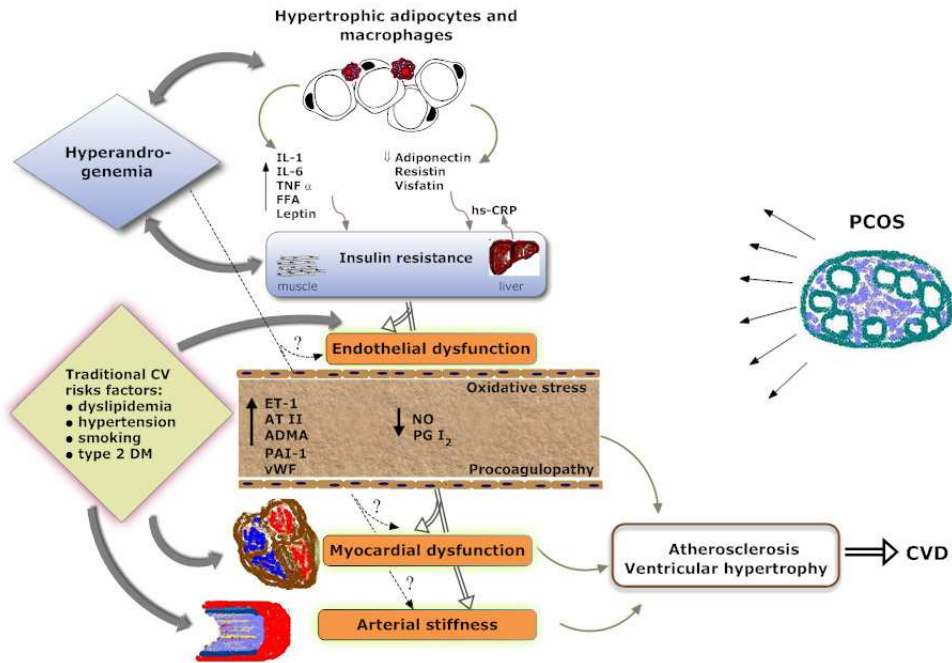 Hypertrophic adipocytes and
macrophages
Hyperandro-
genemia
IL-1
IL-6
TNF α
FFA
Leptin
⇓ Adiponectin
Resistin
Visfatin
hs-CRP
Insulin resistance
muscle
liver
PCOS
?
Endothelial dysfunction
Traditional CV
risks factors:
● dyslipidemia
● hypertension
● smoking
● type 2 DM
Oxidative stress
ET-1
AT II
ADMA
PAI-1
vWF
NO
PG I₂
Procoagulopathy
?
Myocardial dysfunction
Atherosclerosis
Ventricular hypertrophy
CVD
?
Arterial stiffness